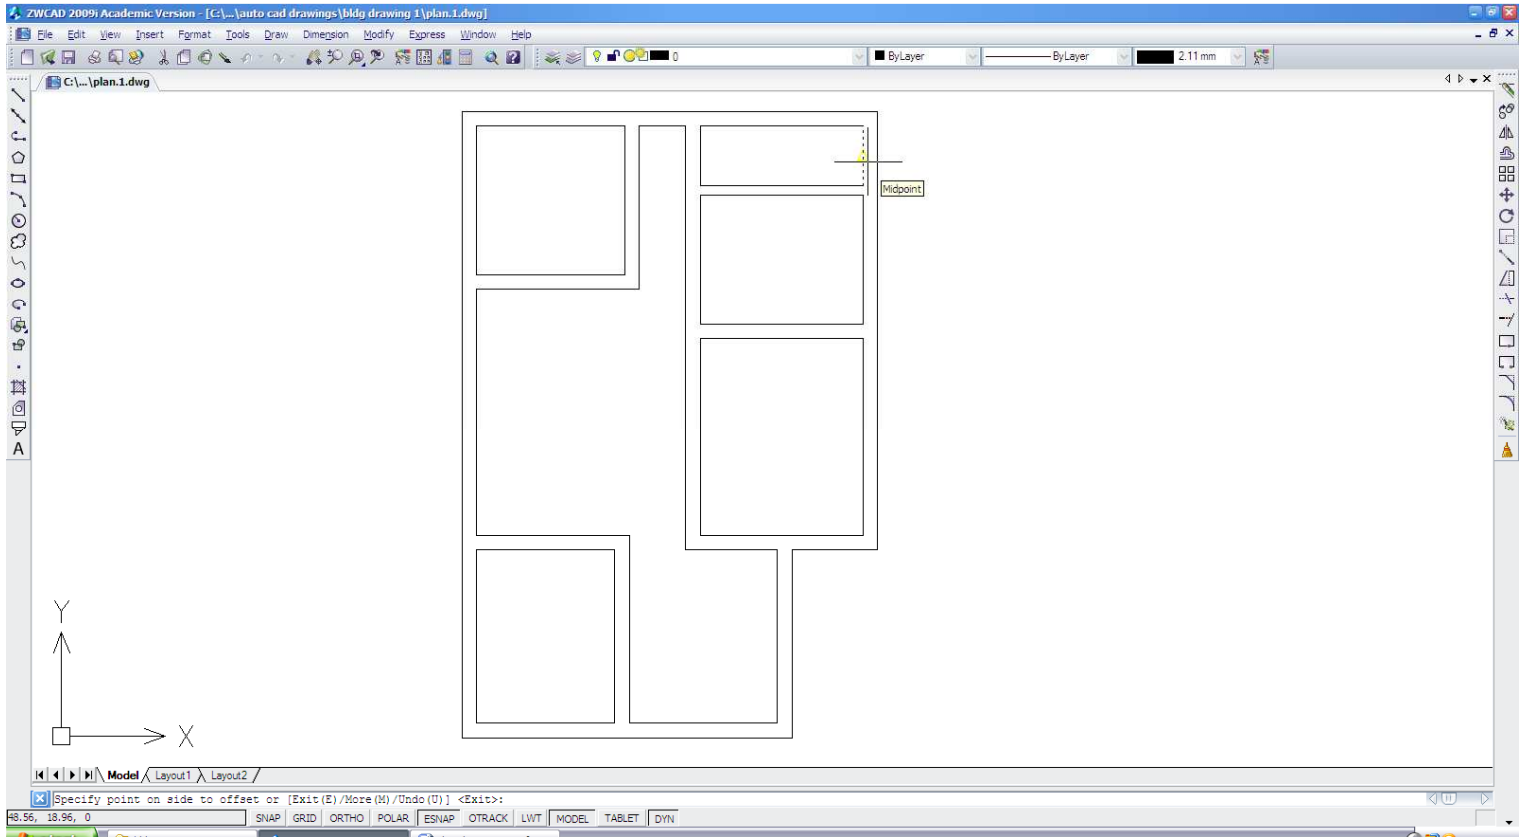 ZWCAD 2009i Academic Version - [C:\...\auto cad drawings\bldg drawing 1\plan.1.dwg]
File Edit View Insert Format Tools Draw Dimension Modify Express Window Help
0 ByLayer ByLayer 2.11 mm
C:\...\plan.1.dwg
Midpoint
A
Y
X
Model Layout1 Layout2
Specify point on side to offset or [Exit(E)/More(M)/Undo(U)] <Exit>:
48.56, 18.96, 0 SNAP GRID ORTHO POLAR ESNAP OTRACK LWT MODEL TABLET DYN